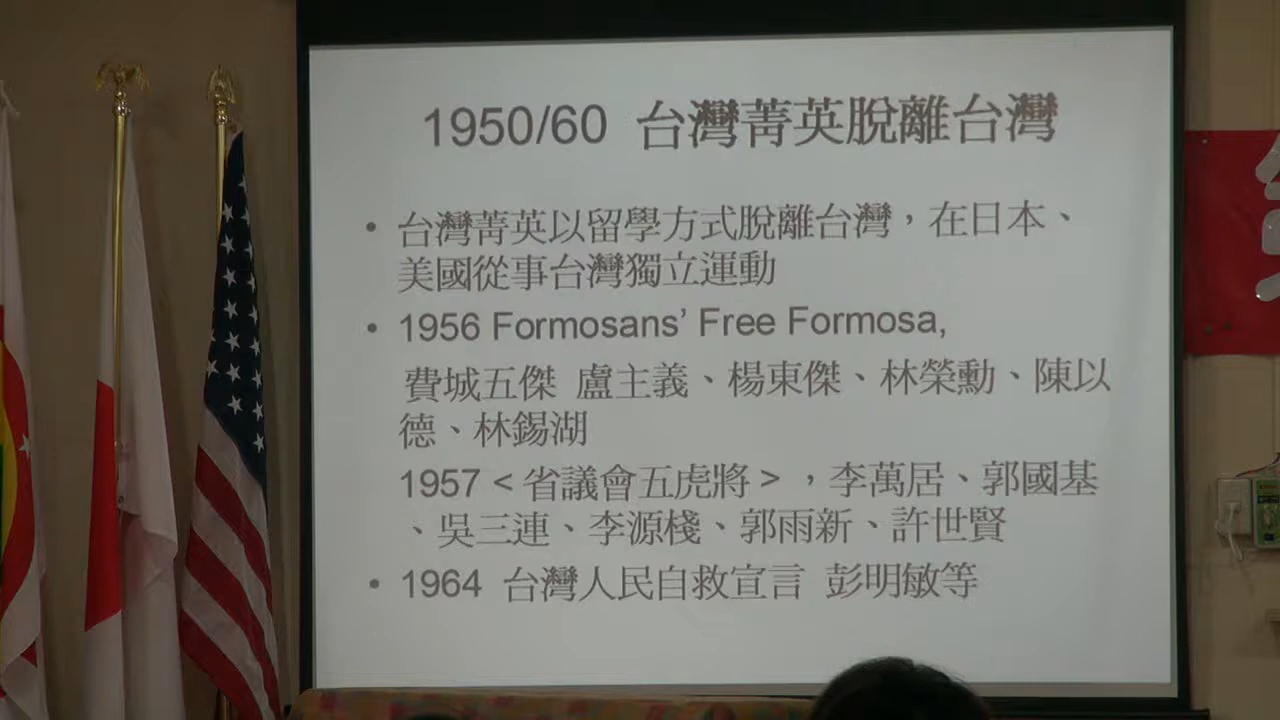 1950/60 台灣菁英脫離台灣
• 台灣菁英以留學方式脫離台灣，在日本、
美國從事台灣獨立運動
• 1956 Formosans’ Free Formosa,
費城五傑 盧主義、楊東傑、林榮勳、陳以
德、林錫湖
1957 <省議會五虎將>，李萬居、郭國基
、吳三連、李源棧、郭雨新、許世賢
• 1964 台灣人民自救宣言 彭明敏等